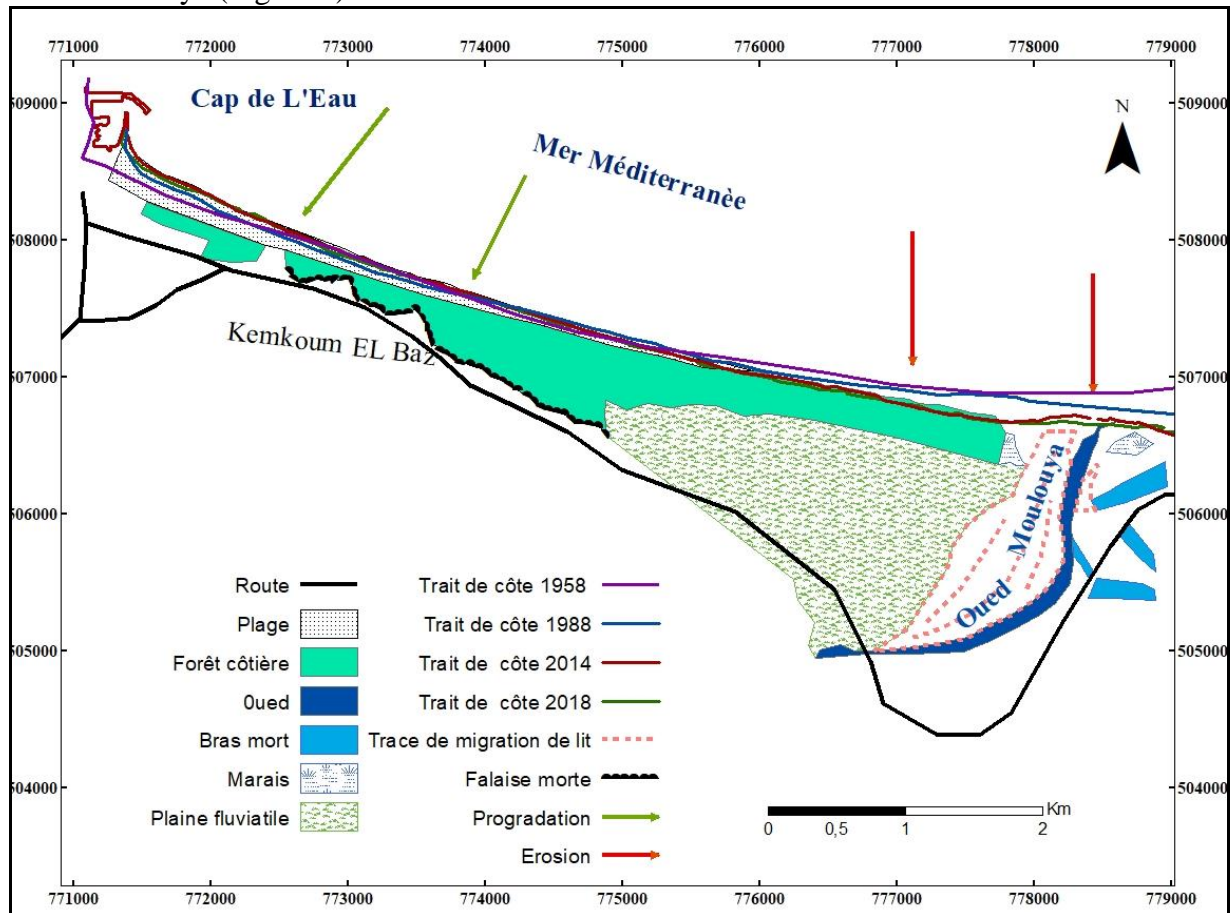 771000 772000 773000 774000 775000 776000 777000 778000 779000
509000 509000
Cap de L'Eau
N
Mer Méditerranèe
508000 508000
Kemkoum EL Baz
507000 507000
Oued Moulouya
506000 506000
Route
Plage
Forêt côtière
0ued
Bras mort
Marais
Plaine fluviatile
Trait de côte 1958
Trait de côte 1988
Trait de côte 2014
Trait de côte 2018
Trace de migration de lit
Falaise morte
Progradation
Erosion
505000 505000
504000 504000
Km
0 0,5 1 2
771000 772000 773000 774000 775000 776000 777000 778000 779000